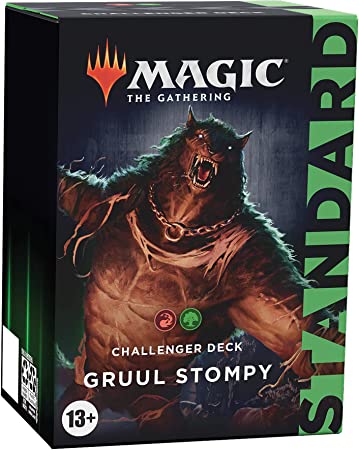 MAGIC
THE GATHERING
STANDARD
CHALLENGER DECK
GRUUL STOMPY
13+